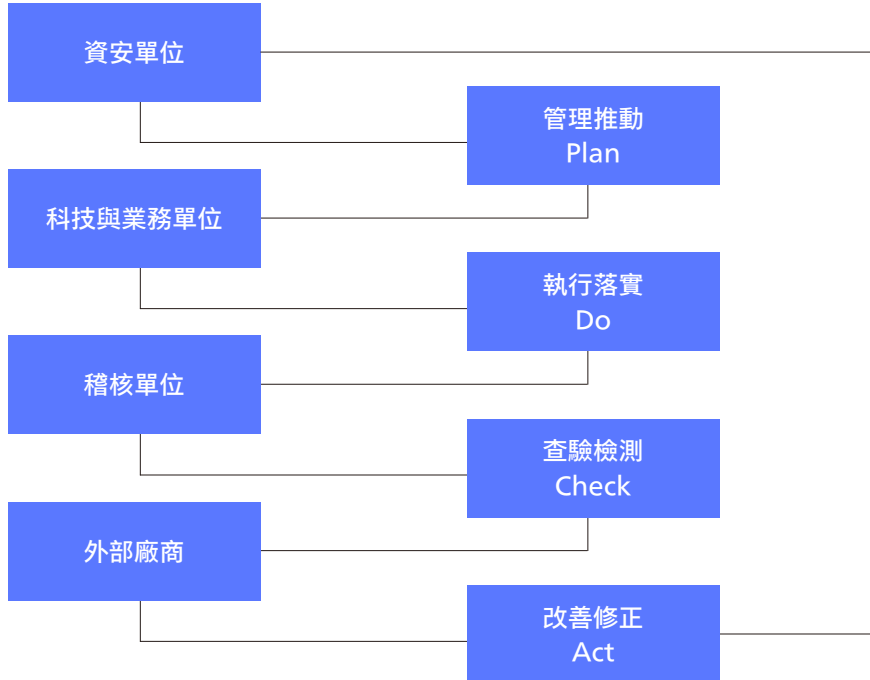 資安單位
管理推動
Plan
科技與業務單位
執行落實
Do
稽核單位
查驗檢測
Check
外部廠商
改善修正
Act